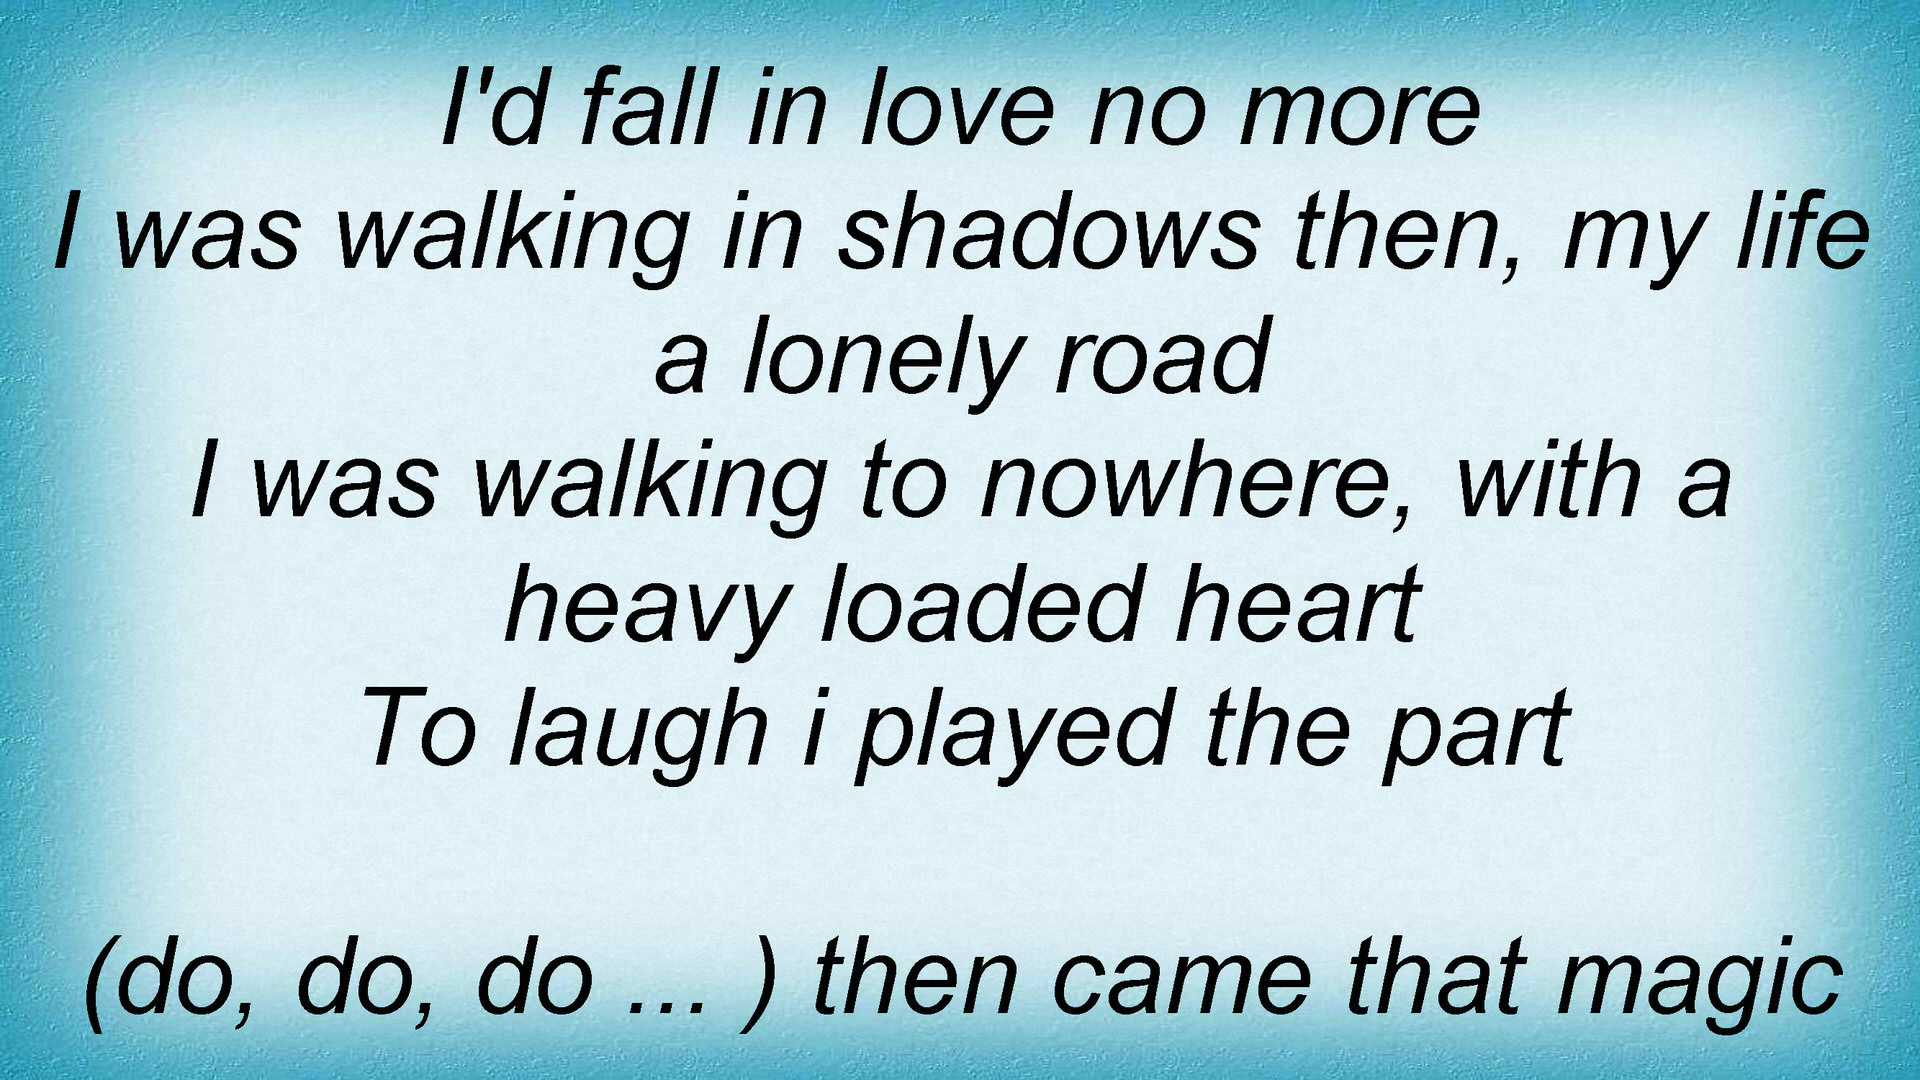 I'd fall in love no more
I was walking in shadows then, my life
a lonely road
I was walking to nowhere, with a
heavy loaded heart
To laugh i played the part
(do, do, do ... ) then came that magic